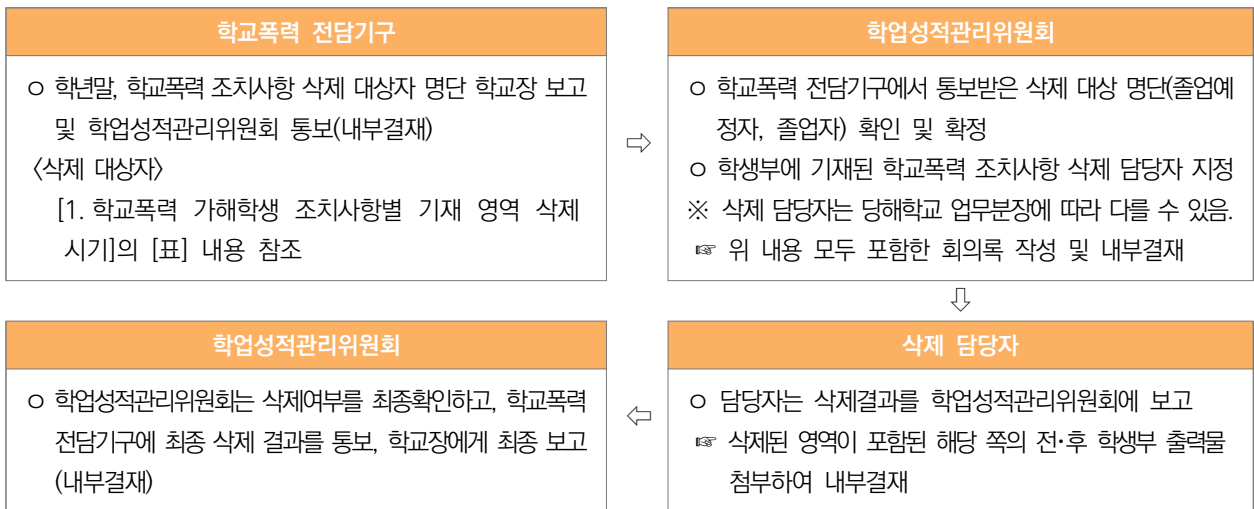 학교폭력 전담기구
ㅇ 학년말, 학교폭력 조치사항 삭제 대상자 명단 학교장 보고
및 학업성적관리위원회 통보(내부결재)
〈삭제 대상자〉
[1. 학교폭력 가해학생 조치사항별 기재 영역 삭제
시기]의 [표] 내용 참조
⇨
학업성적관리위원회
ㅇ 학교폭력 전담기구에서 통보받은 삭제 대상 명단(졸업예
정자, 졸업자) 확인 및 확정
ㅇ 학생부에 기재된 학교폭력 조치사항 삭제 담당자 지정
※ 삭제 담당자는 당해학교 업무분장에 따라 다를 수 있음.
☞ 위 내용 모두 포함한 회의록 작성 및 내부결재
⇩
삭제 담당자
ㅇ 담당자는 삭제결과를 학업성적관리위원회에 보고
☞ 삭제된 영역이 포함된 해당 쪽의 전·후 학생부 출력물
첨부하여 내부결재
⇦
학업성적관리위원회
ㅇ 학업성적관리위원회는 삭제여부를 최종확인하고, 학교폭력
전담기구에 최종 삭제 결과를 통보, 학교장에게 최종 보고
(내부결재)